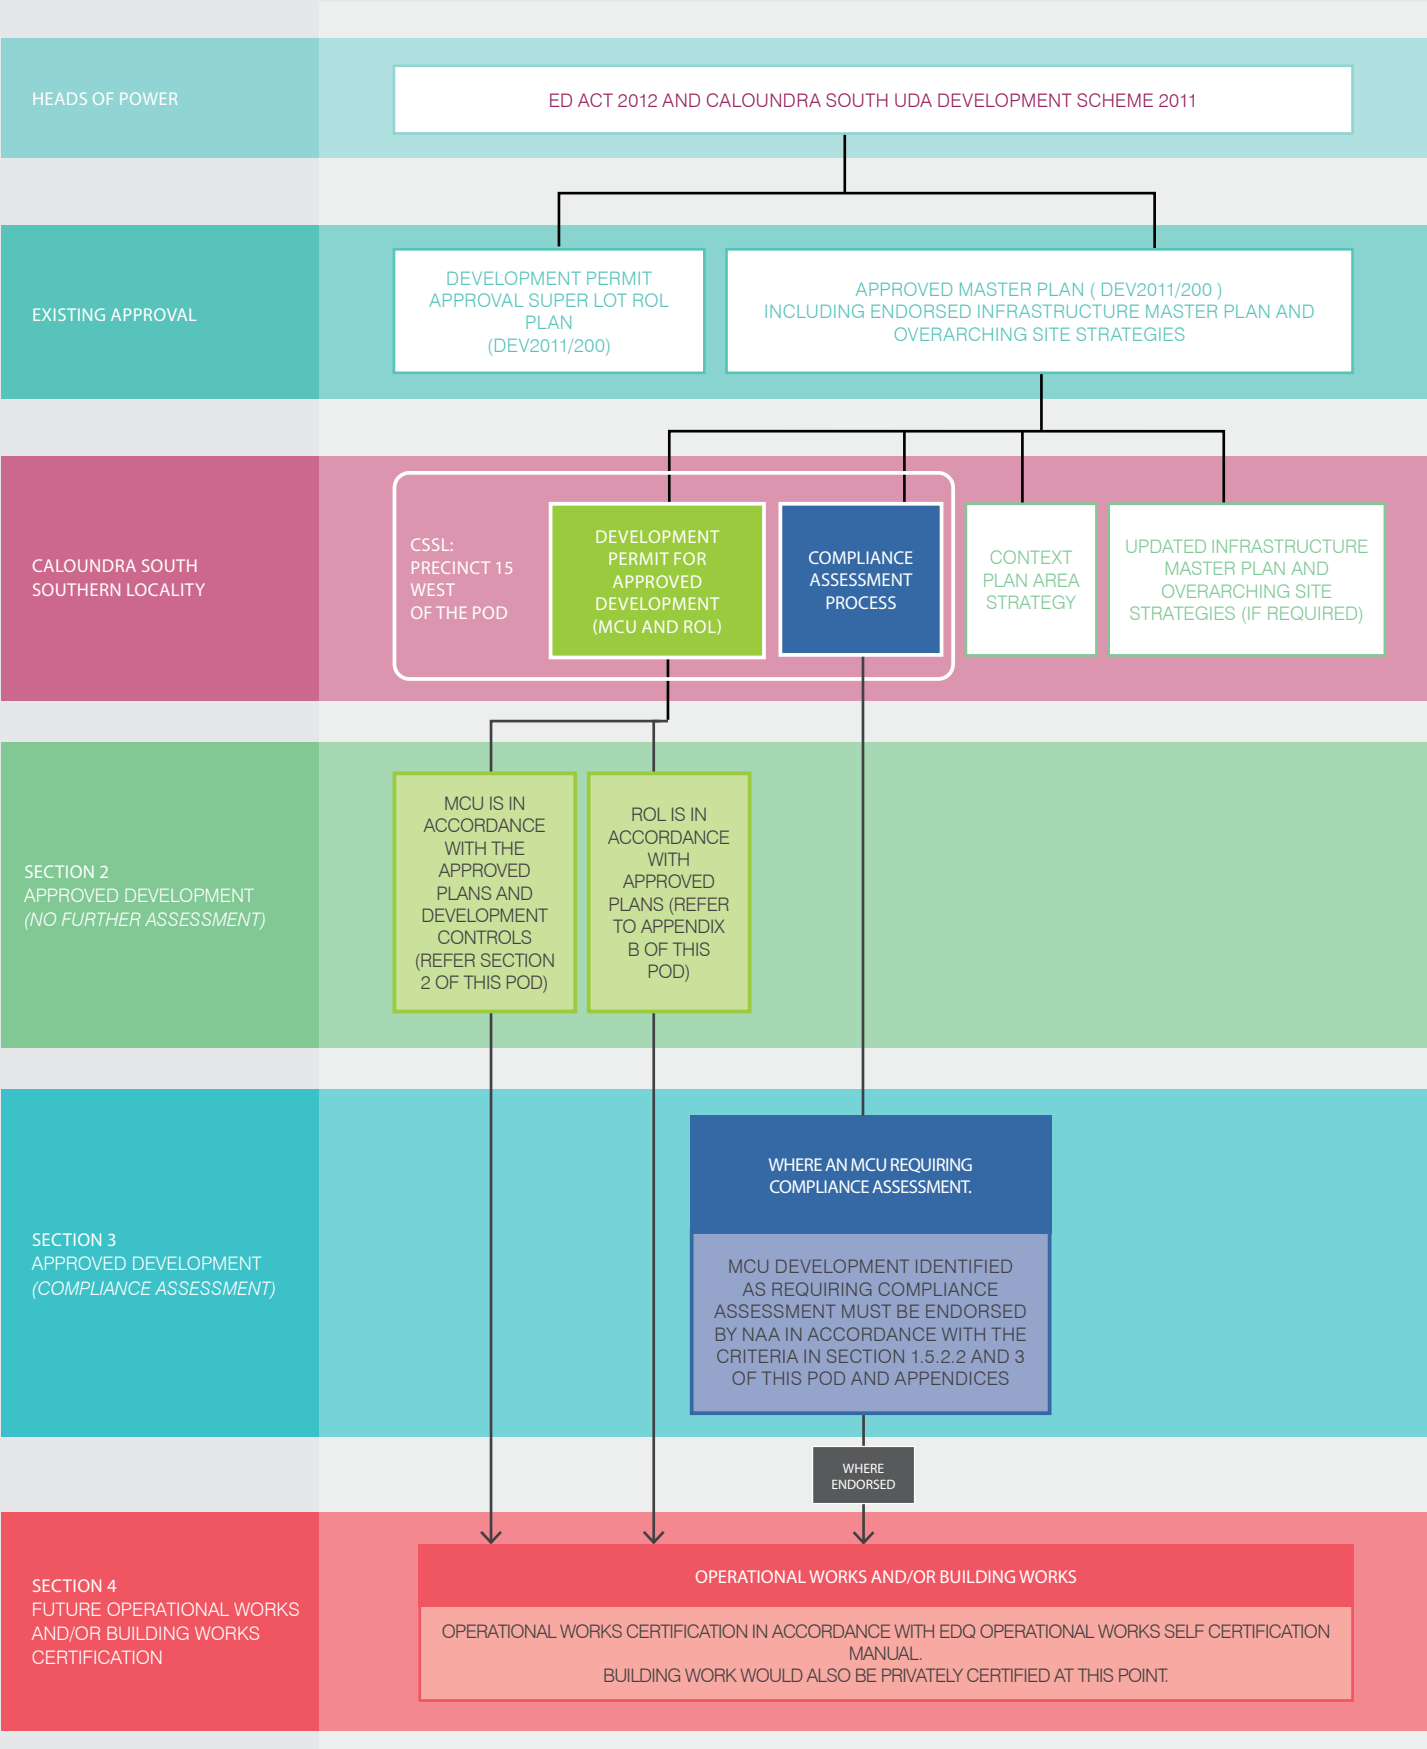 HEADS OF POWER
ED ACT 2012 AND CALOUNDRA SOUTH UDA DEVELOPMENT SCHEME 2011
EXISTING APPROVAL
DEVELOPMENT PERMIT
APPROVAL SUPER LOT ROL
PLAN
(DEV2011/200)
APPROVED MASTER PLAN ( DEV2011/200 )
INCLUDING ENDORSED INFRASTRUCTURE MASTER PLAN AND
OVERARCHING SITE STRATEGIES
CALOUNDRA SOUTH
SOUTHERN LOCALITY
CSSL:
PRECINCT 15
WEST
OF THE POD
DEVELOPMENT
PERMIT FOR
APPROVED
DEVELOPMENT
(MCU AND ROL)
COMPLIANCE
ASSESSMENT
PROCESS
CONTEXT
PLAN AREA
STRATEGY
UPDATED INFRASTRUCTURE
MASTER PLAN AND
OVERARCHING SITE
STRATEGIES (IF REQUIRED)
SECTION 2
APPROVED DEVELOPMENT
(NO FURTHER ASSESSMENT)
MCU IS IN
ACCORDANCE
WITH THE
APPROVED
PLANS AND
DEVELOPMENT
CONTROLS
(REFER SECTION
2 OF THIS POD)
ROL IS IN
ACCORDANCE
WITH
APPROVED
PLANS (REFER
TO APPENDIX
B OF THIS
POD)
SECTION 3
APPROVED DEVELOPMENT
(COMPLIANCE ASSESSMENT)
WHERE AN MCU REQUIRING
COMPLIANCE ASSESSMENT.
MCU DEVELOPMENT IDENTIFIED
AS REQUIRING COMPLIANCE
ASSESSMENT MUST BE ENDORSED
BY NAA IN ACCORDANCE WITH THE
CRITERIA IN SECTION 1.5.2.2 AND 3
OF THIS POD AND APPENDICES
WHERE
ENDORSED
SECTION 4
FUTURE OPERATIONAL WORKS
AND/OR BUILDING WORKS
CERTIFICATION
OPERATIONAL WORKS AND/OR BUILDING WORKS
OPERATIONAL WORKS CERTIFICATION IN ACCORDANCE WITH EDQ OPERATIONAL WORKS SELF CERTIFICATION
MANUAL.
BUILDING WORK WOULD ALSO BE PRIVATELY CERTIFIED AT THIS POINT.